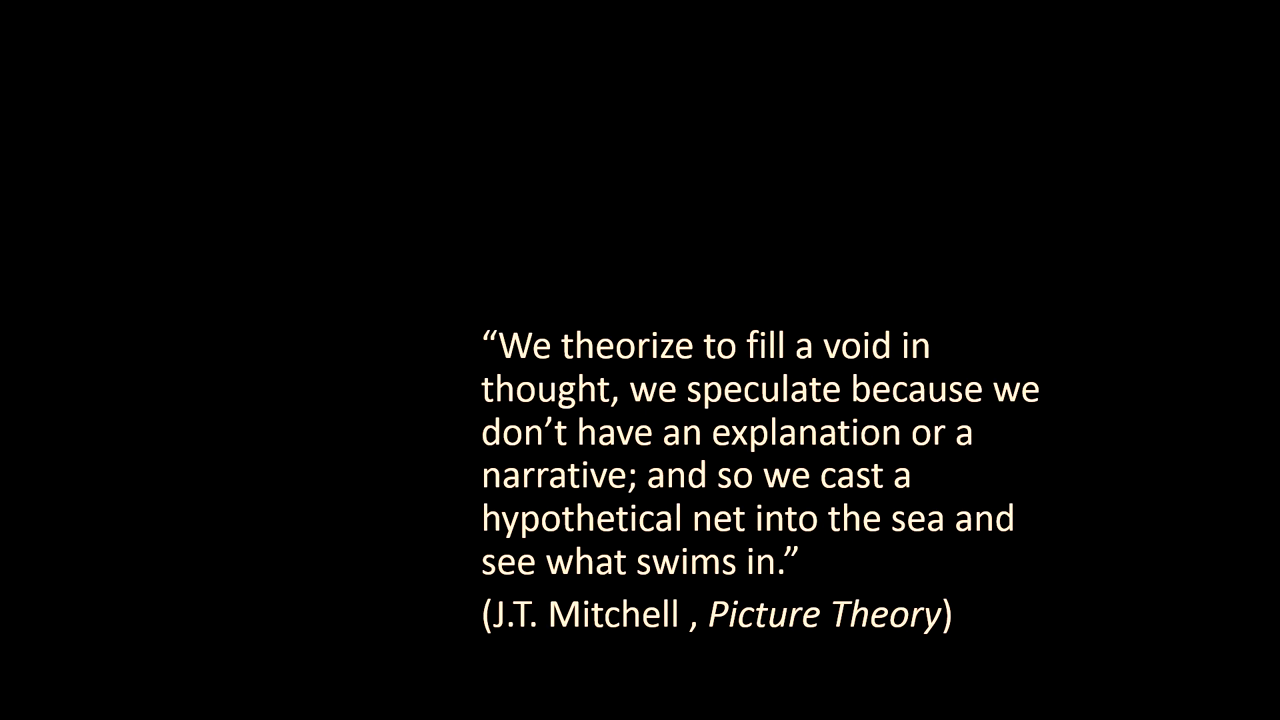 “We theorize to fill a void in
thought, we speculate because we
don’t have an explanation or a
narrative; and so we cast a
hypothetical net into the sea and
see what swims in.”
(J.T. Mitchell , Picture Theory)